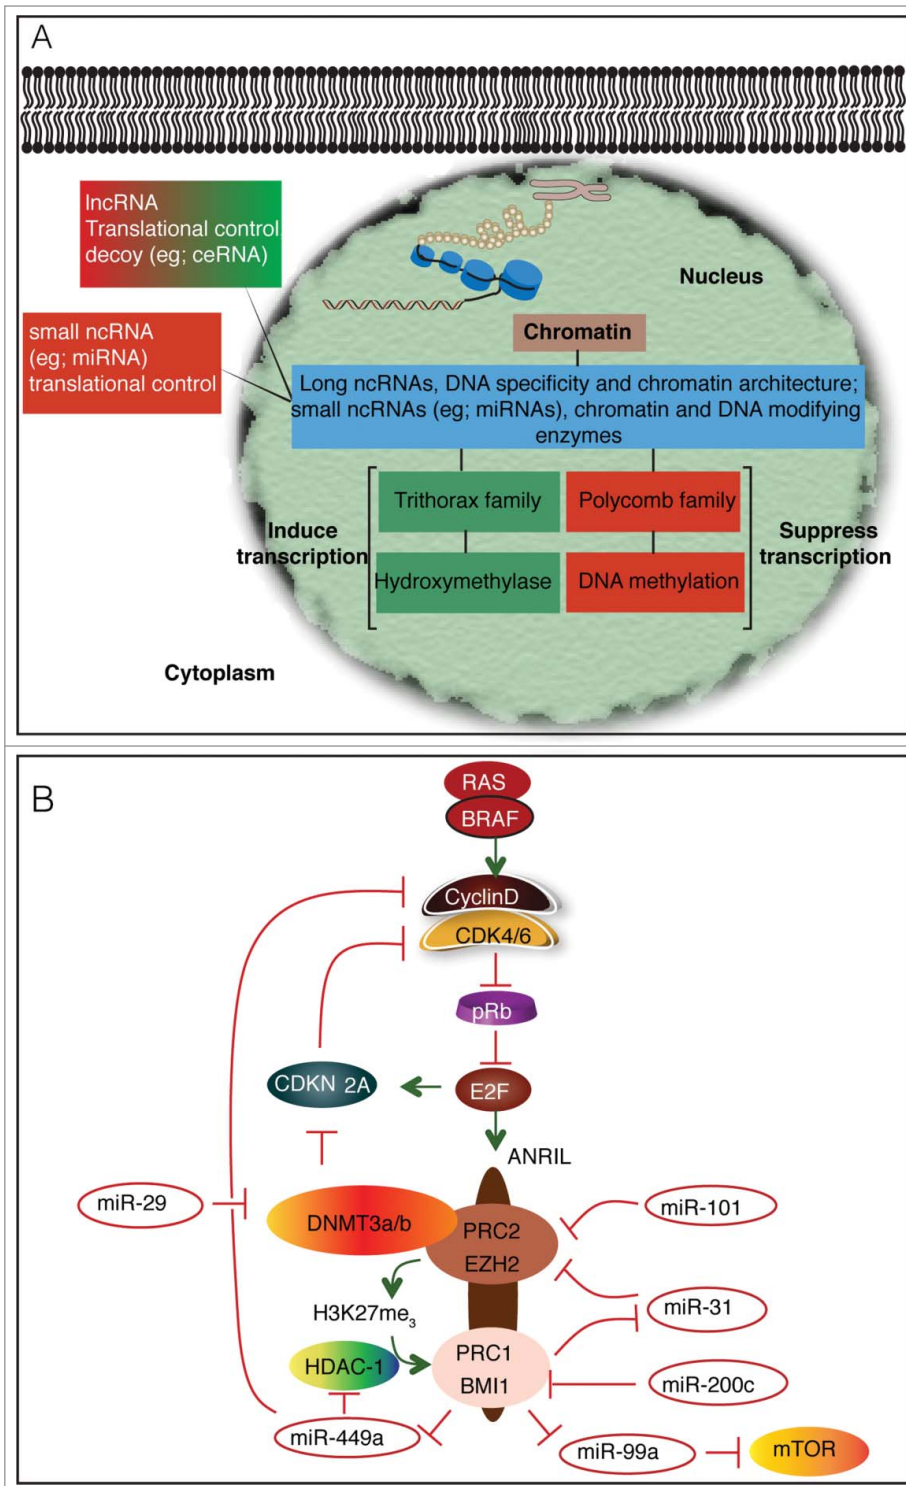 A
lncRNA
Translational control
decoy (eg; ceRNA)
Nucleus
small ncRNA
(eg; miRNA)
translational control
Chromatin
Long ncRNAs, DNA specificity and chromatin architecture;
small ncRNAs (eg; miRNAs), chromatin and DNA modifying
enzymes
Trithorax family
Polycomb family
Induce
transcription
Suppress
transcription
Hydroxymethylase
DNA methylation
Cytoplasm
B
RAS
BRAF
CyclinD
CDK4/6
pRb
CDKN 2A
E2F
ANRIL
miR-29
DNMT3a/b
PRC2
EZH2
miR-101
H3K27me3
miR-31
HDAC-1
PRC1
BMI1
miR-200c
miR-449a
miR-99a
mTOR